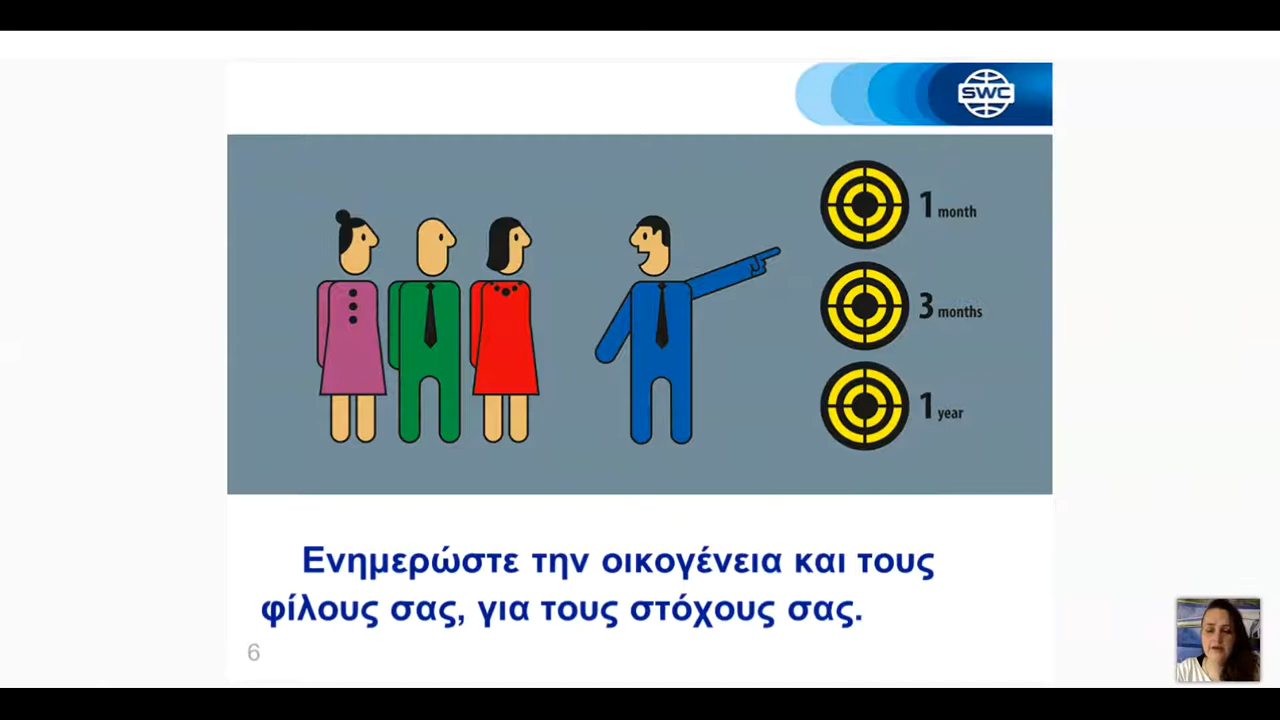 SWC
1 month
3 months
1 year
Ενημερώστε την οικογένεια και τους
φίλους σας, για τους στόχους σας.
6